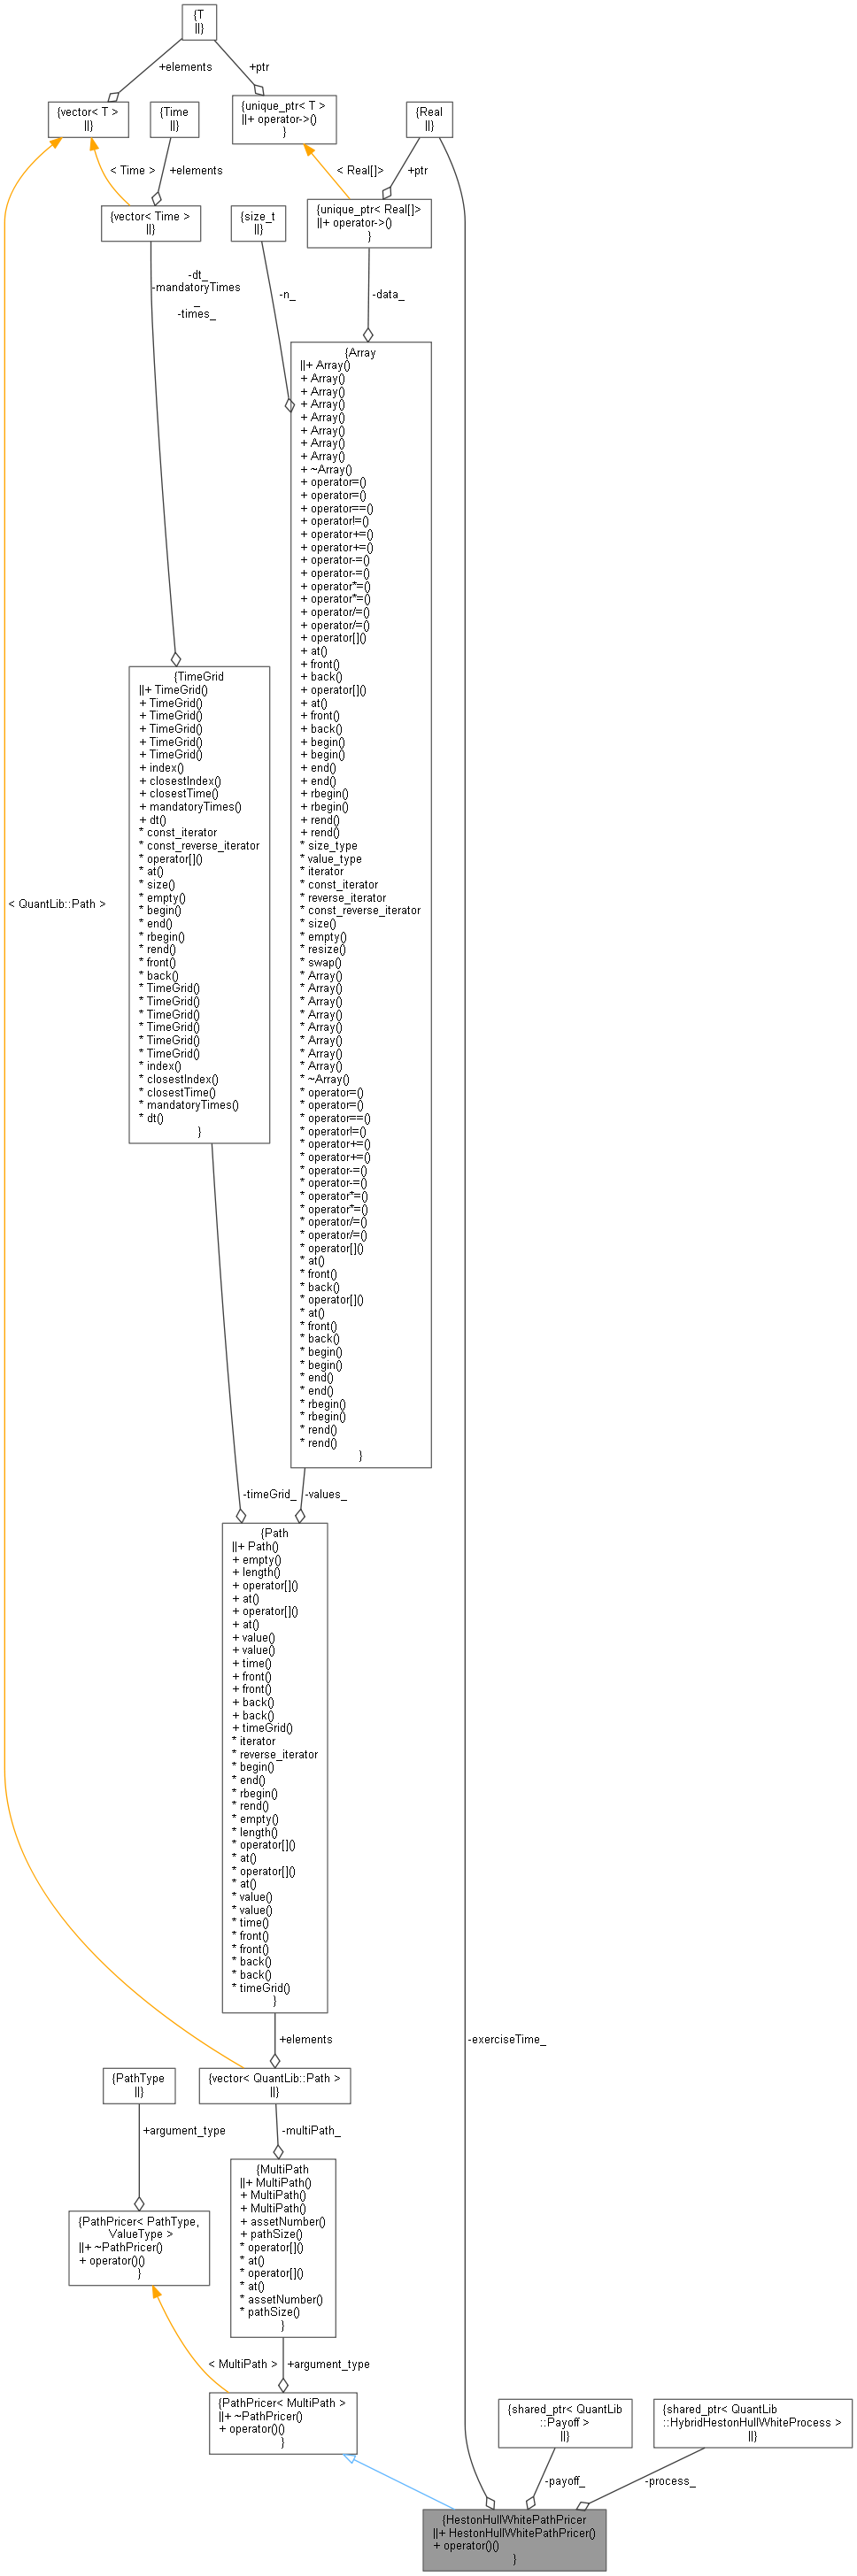 {T
||}
+elements
+ptr
{vector< T >
||}
{Time
||}
{unique_ptr< T >
||+ operator->()
}
{Real
||}
< Time >
+elements
< Real[]>
+ptr
{vector< Time >
||}
{size_t
||}
{unique_ptr< Real[]>
||+ operator->()
}
-dt_
-mandatoryTimes
_
-times_
-n_
-data_
{Array
||+ Array()
+ Array()
+ Array()
+ Array()
+ Array()
+ Array()
+ Array()
+ Array()
+ ~Array()
+ operator=()
+ operator=()
+ operator==()
+ operator!=()
+ operator+=()
+ operator+=()
+ operator-=()
+ operator-=()
+ operator*=()
+ operator*=()
+ operator/=()
+ operator/=()
+ operator[]()
+ at()
+ front()
+ back()
+ operator[]()
+ at()
+ front()
+ back()
+ begin()
+ begin()
+ end()
+ end()
+ rbegin()
+ rbegin()
+ rend()
+ rend()
* size_type
* value_type
* iterator
* const_iterator
* reverse_iterator
* const_reverse_iterator
* size()
* empty()
* resize()
* swap()
* Array()
* Array()
* Array()
* Array()
* Array()
* Array()
* Array()
* Array()
* ~Array()
* operator=()
* operator=()
* operator==()
* operator!=()
* operator+=()
* operator+=()
* operator-=()
* operator-=()
* operator*=()
* operator*=()
* operator/=()
* operator/=()
* operator[]()
* at()
* front()
* back()
* operator[]()
* at()
* front()
* back()
* begin()
* begin()
* end()
* end()
* rbegin()
* rbegin()
* rend()
* rend()
}
{TimeGrid
||+ TimeGrid()
+ TimeGrid()
+ TimeGrid()
+ TimeGrid()
+ TimeGrid()
+ TimeGrid()
+ index()
+ closestIndex()
+ closestTime()
+ mandatoryTimes()
+ dt()
* const_iterator
* const_reverse_iterator
* operator[]()
* at()
* size()
* empty()
* begin()
* end()
* rbegin()
* rend()
* front()
* back()
* TimeGrid()
* TimeGrid()
* TimeGrid()
* TimeGrid()
* TimeGrid()
* TimeGrid()
* index()
* closestIndex()
* closestTime()
* mandatoryTimes()
* dt()
}
< QuantLib::Path >
-timeGrid_
-values_
{Path
||+ Path()
+ empty()
+ length()
+ operator[]()
+ at()
+ operator[]()
+ at()
+ value()
+ value()
+ time()
+ front()
+ front()
+ back()
+ back()
+ timeGrid()
* iterator
* reverse_iterator
* begin()
* end()
* rbegin()
* rend()
* empty()
* length()
* operator[]()
* at()
* operator[]()
* at()
* value()
* value()
* time()
* front()
* front()
* back()
* back()
* timeGrid()
}
+elements
-exerciseTime_
{PathType
||}
{vector< QuantLib::Path >
||}
+argument_type
-multiPath_
{MultiPath
||+ MultiPath()
+ MultiPath()
+ MultiPath()
+ assetNumber()
+ pathSize()
* operator[]()
* at()
* operator[]()
* at()
* assetNumber()
* pathSize()
}
{PathPricer< PathType,
ValueType >
||+ ~PathPricer()
+ operator()()
}
< MultiPath >
+argument_type
{PathPricer< MultiPath >
||+ ~PathPricer()
+ operator()()
}
{shared_ptr< QuantLib
::Payoff >
||}
{shared_ptr< QuantLib
::HybridHestonHullWhiteProcess >
||}
-payoff_
-process_
{HestonHullWhitePathPricer
||+ HestonHullWhitePathPricer()
+ operator()()
}